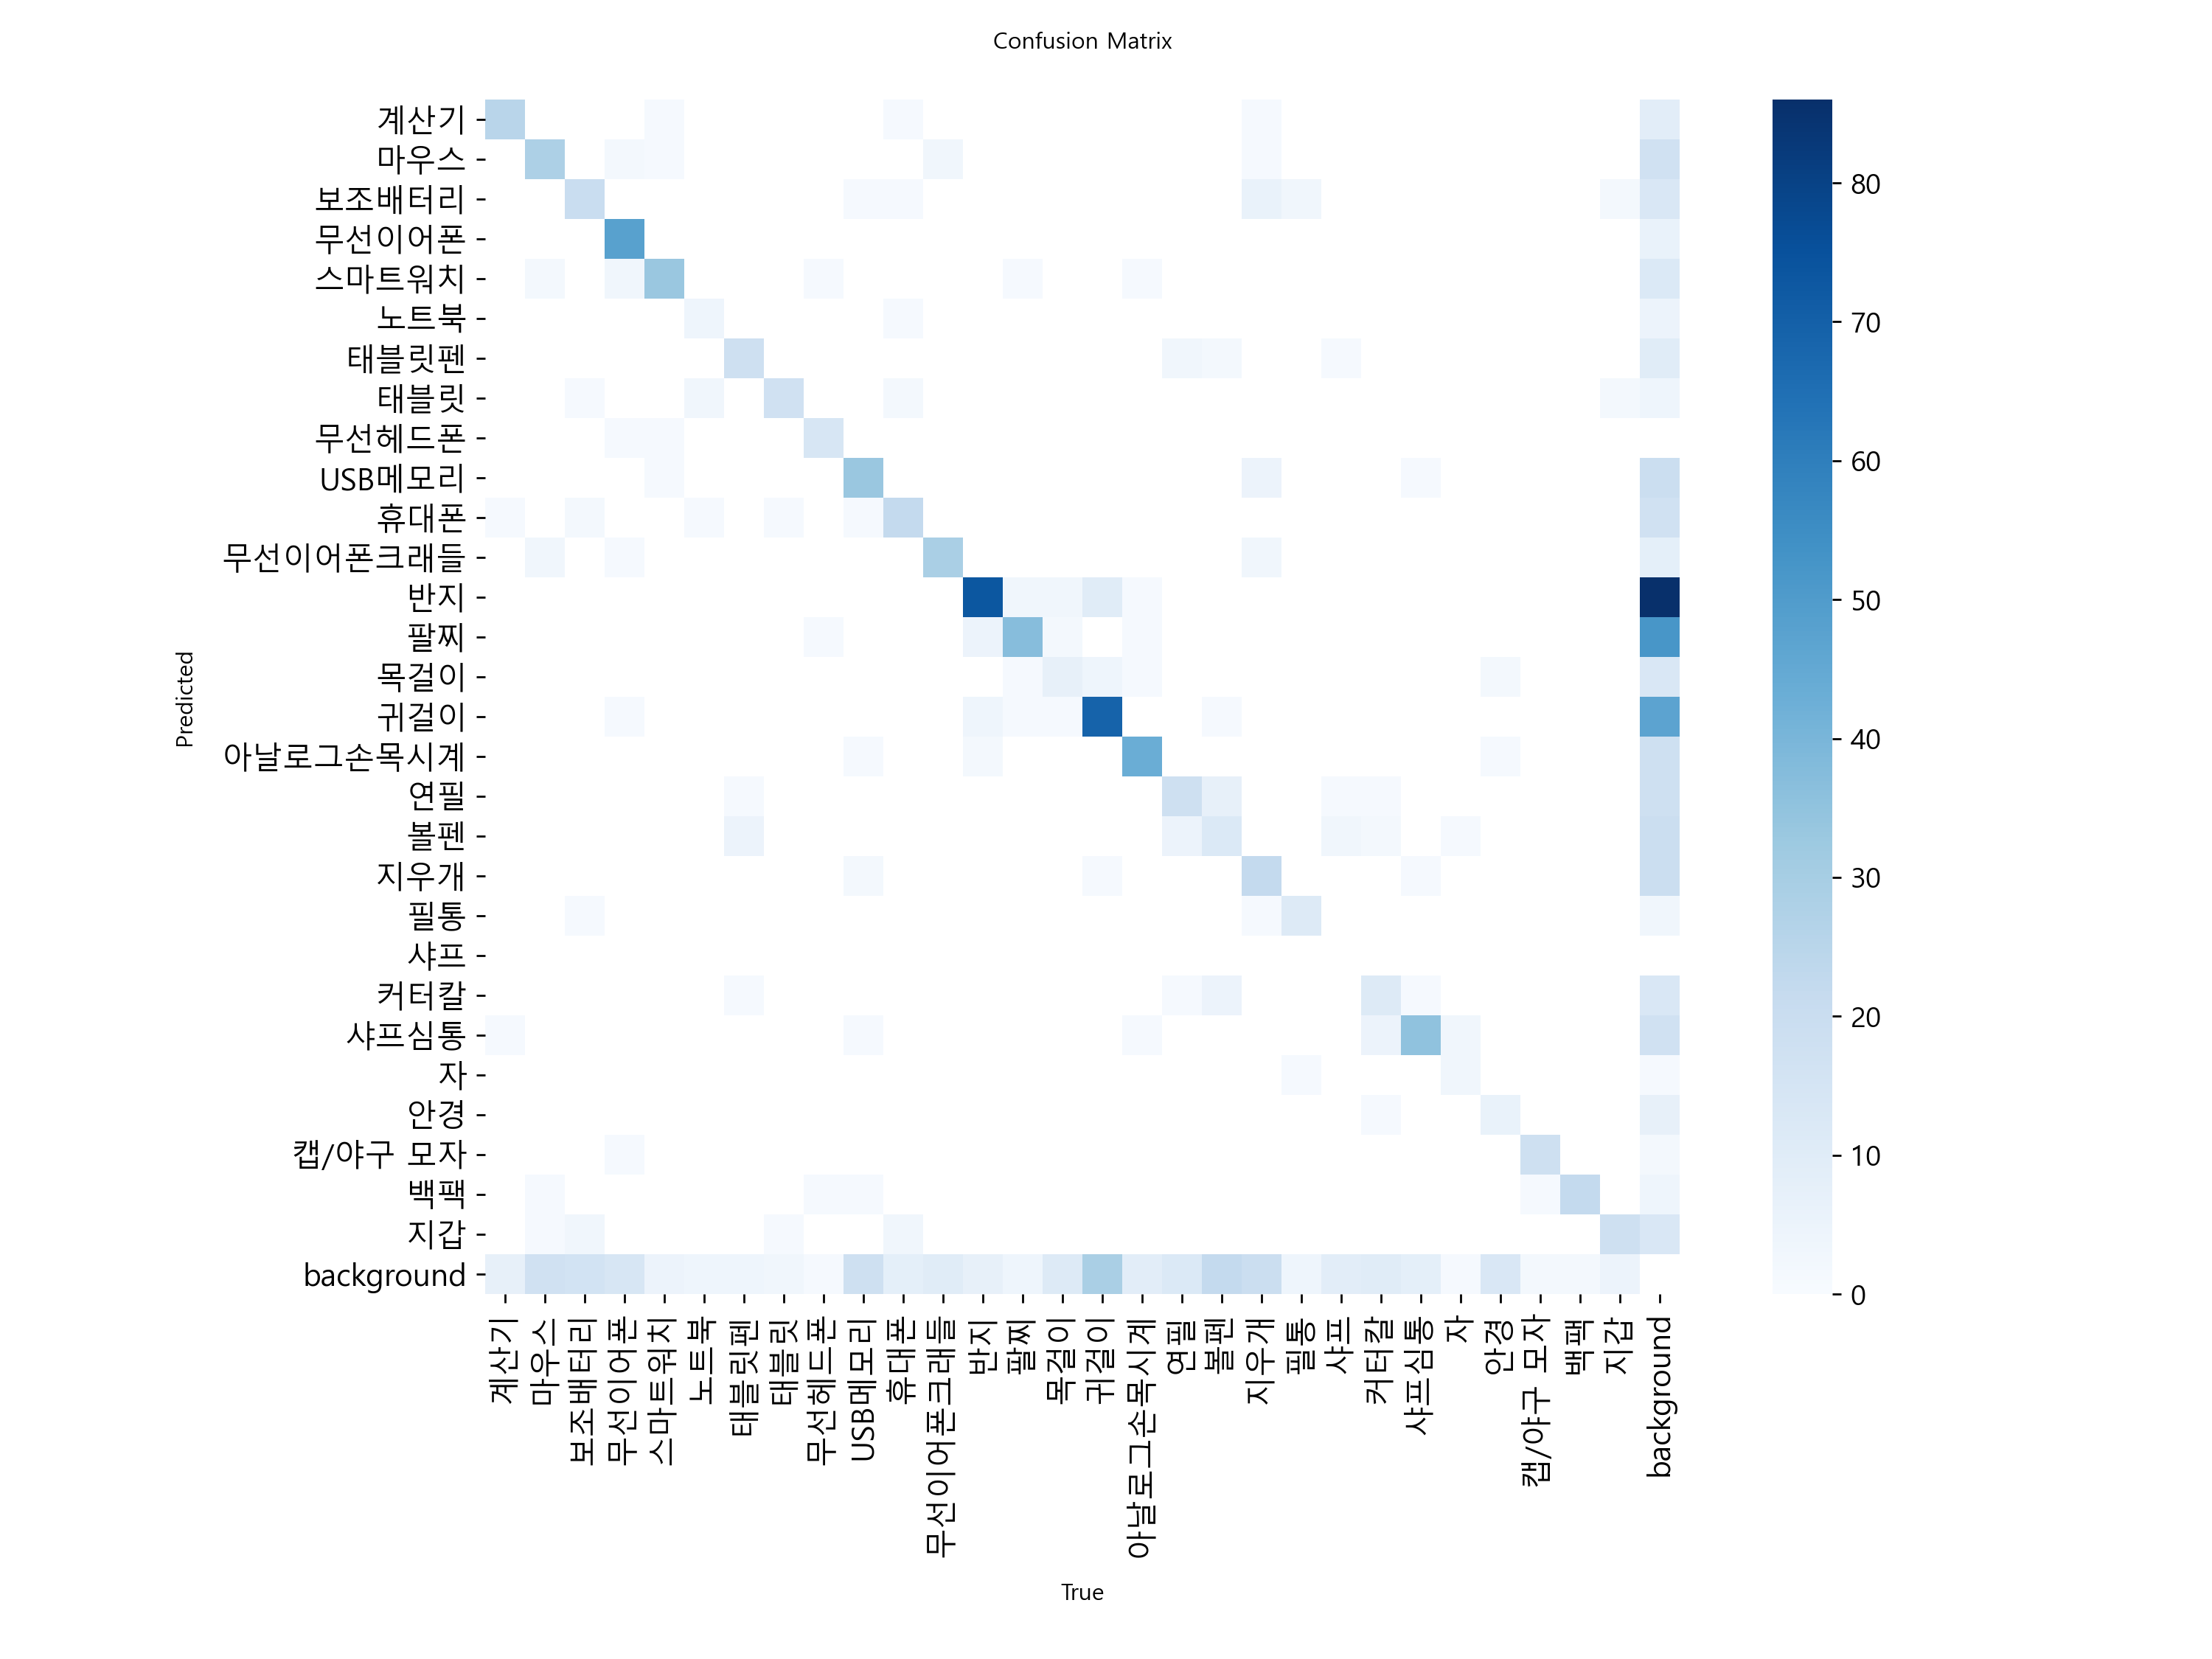 Confusion Matrix
계산기
마우스
보조배터리
무선이어폰
스마트워치
노트북
태블릿펜
태블릿
무선헤드폰
USB메모리
휴대폰
무선이어폰크래들
반지
팔찌
목걸이
귀걸이
아날로그손목시계
연필
볼펜
지우개
필통
샤프
커터칼
샤프심통
자
안경
캡/야구 모자
백팩
지갑
background
Predicted
계산기
마우스
보조배터리
무선이어폰
스마트워치
노트북
태블릿펜
태블릿
무선헤드폰
USB메모리
휴대폰
무선이어폰크래들
반지
팔찌
목걸이
귀걸이
아날로그손목시계
연필
볼펜
지우개
필통
샤프
커터칼
샤프심통
자
안경
캡/야구 모자
백팩
지갑
background
True
80
70
60
50
40
30
20
10
0